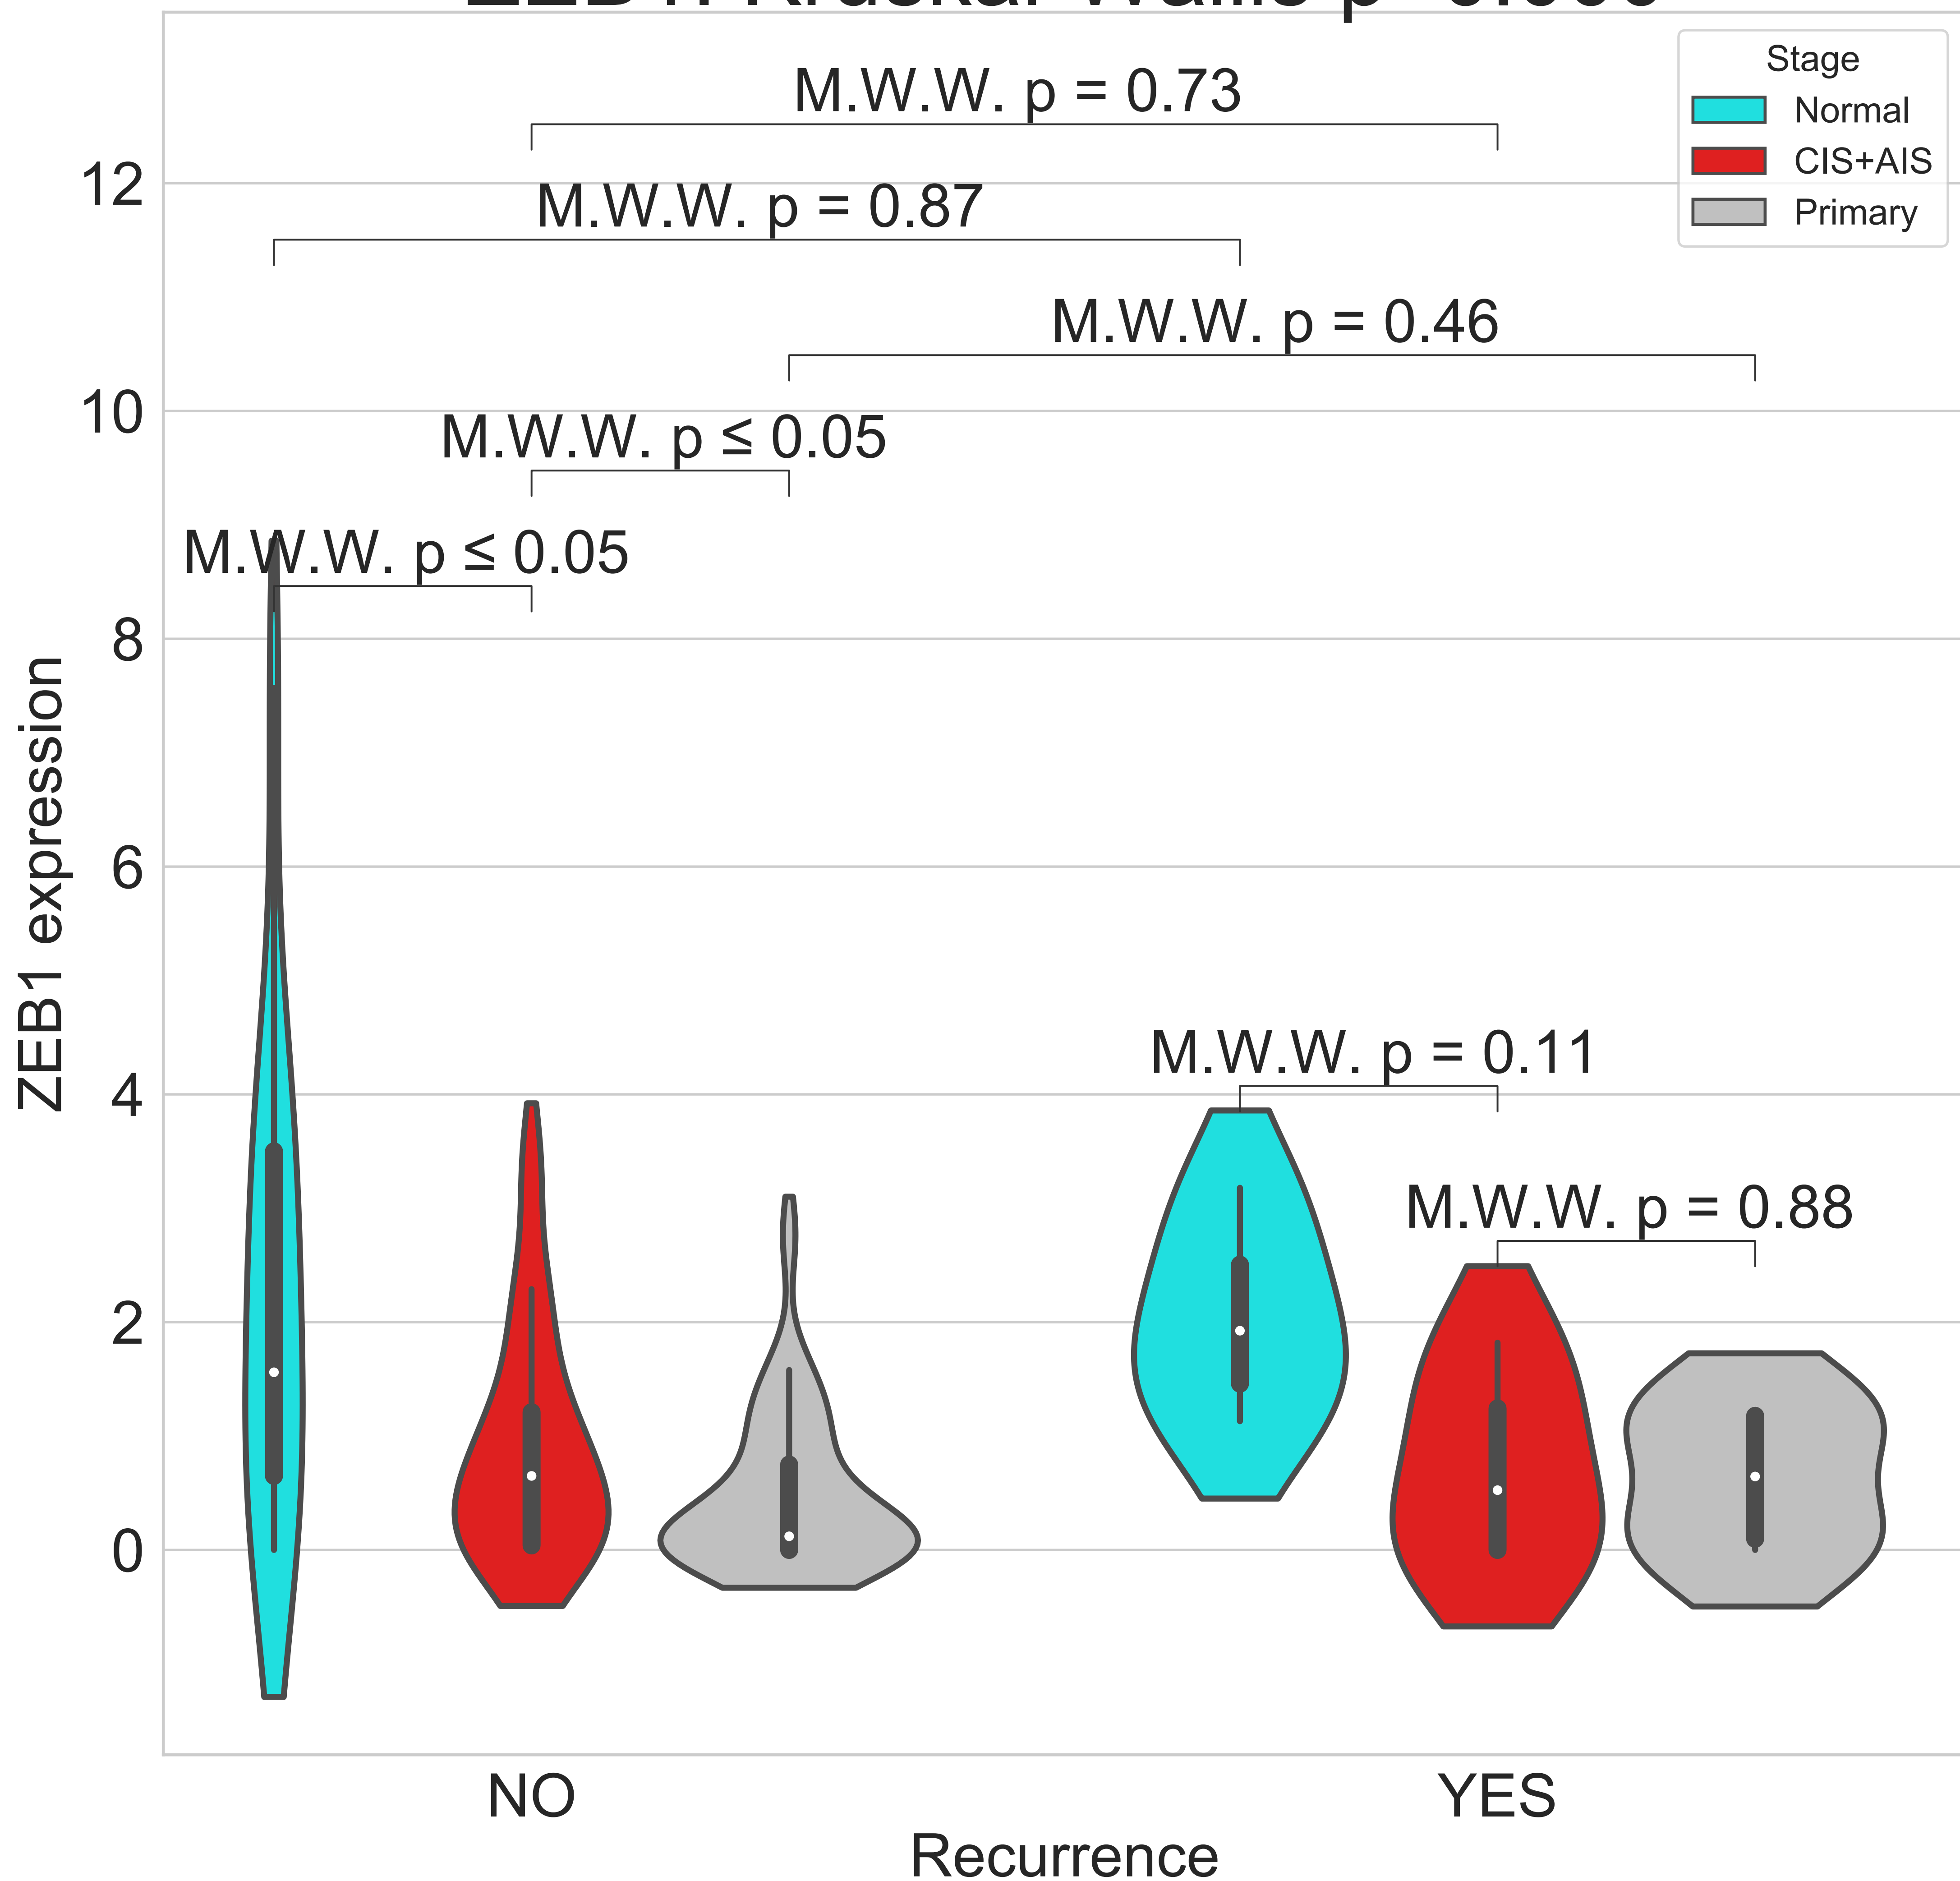 Stage
Normal
CIS+AIS
Primary
M.W.W. p = 0.73
12
M.W.W. p = 0.87
M.W.W. p = 0.46
10
M.W.W. p ≤ 0.05
M.W.W. p ≤ 0.05
8
6
ZEB1 expression
4
M.W.W. p = 0.11
M.W.W. p = 0.88
2
0
NO
YES
Recurrence